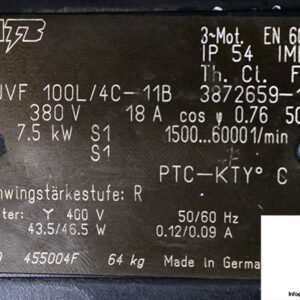 ATB
3~Mot. EN 60
IP 54 IM
Th. Cl. F
UVF 100L/4C-11B 3872659-1
380 V 18 A cos φ 0.76 50
7.5 kW S1 1500...60001/min
S1
PTC-KTY° C
hwingstärkestufe: R
ter: Y 400 V 50/60 Hz
43.5/46.5 W 0.12/0.09 A
455004F 64 kg Made in Germa